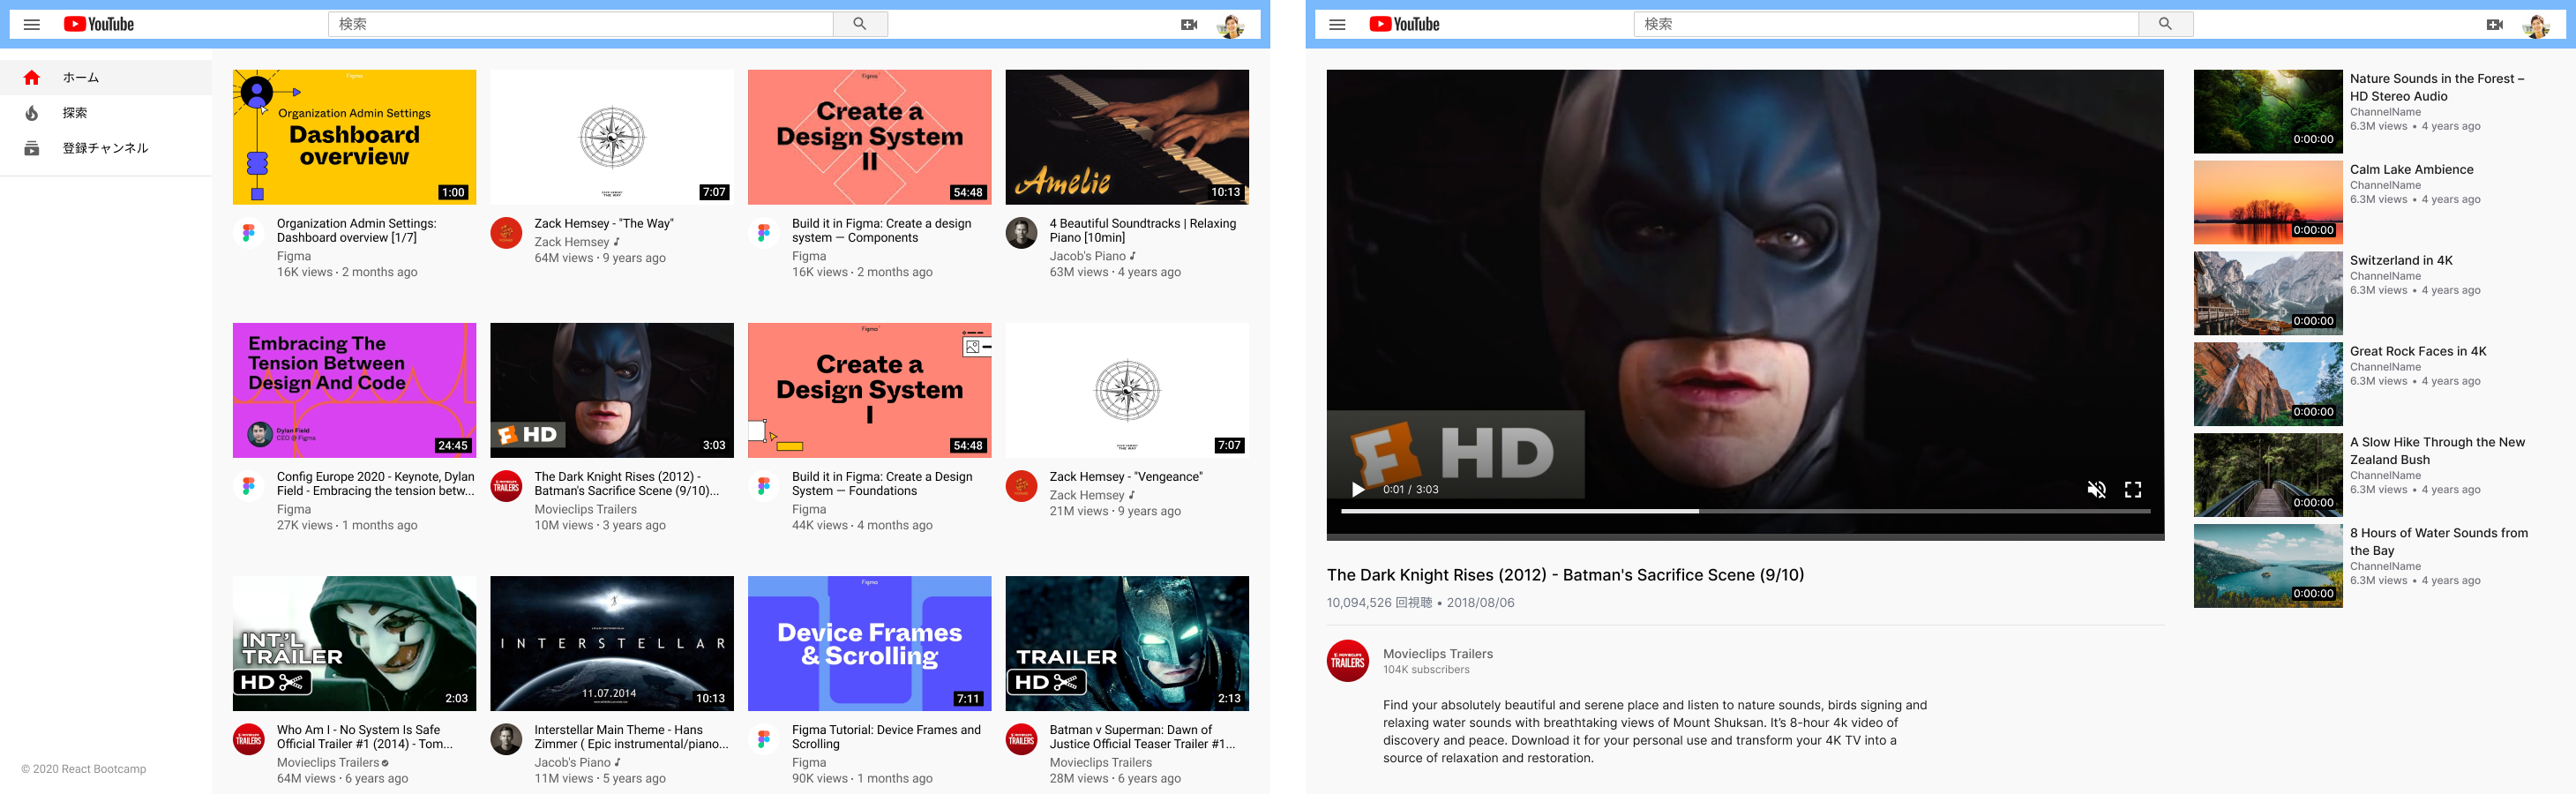 YouTube
検索
ホーム
探索
登録チャンネル
© 2020 React Bootcamp
Figma
Organization Admin Settings
Dashboard
overview
1:00
Organization Admin Settings:
Dashboard overview [1/7]
Figma
16K views · 2 months ago
THE WAY
7:07
Zack Hemsey - "The Way"
Zack Hemsey
64M views · 9 years ago
Figma
Create a
Design System
II
54:48
Build it in Figma: Create a design
system — Components
Figma
16K views · 2 months ago
Amelie
10:13
4 Beautiful Soundtracks | Relaxing
Piano [10min]
Jacob's Piano
63M views · 4 years ago
Embracing The
Tension Between
Design And Code
Dylan Field
CEO @ Figma
24:45
Config Europe 2020 - Keynote, Dylan
Field - Embracing the tension betw...
Figma
27K views · 1 months ago
HD
3:03
TRAILERS
The Dark Knight Rises (2012) -
Batman's Sacrifice Scene (9/10)...
Movieclips Trailers
10M views · 3 years ago
Figma
Create a
Design System
I
54:48
Build it in Figma: Create a Design
System — Foundations
Figma
44K views · 4 months ago
7:07
Zack Hemsey - "Vengeance"
Zack Hemsey
21M views · 9 years ago
INT.'L
TRAILER
HD
2:03
TRAILERS
Who Am I - No System Is Safe
Official Trailer #1 (2014) - Tom...
Movieclips Trailers
64M views · 6 years ago
INTERSTELLAR
11.07.2014
10:13
Interstellar Main Theme - Hans
Zimmer ( Epic instrumental/piano...
Jacob's Piano
11M views · 5 years ago
Figma
Device Frames
& Scrolling
7:11
Figma Tutorial: Device Frames and
Scrolling
Figma
90K views · 1 months ago
TRAILER
HD
2:13
TRAILERS
Batman v Superman: Dawn of
Justice Official Teaser Trailer #1...
Movieclips Trailers
28M views · 6 years ago
YouTube
検索
F HD
0:01 / 3:03
The Dark Knight Rises (2012) - Batman's Sacrifice Scene (9/10)
10,094,526 回視聴 • 2018/08/06
MOVIECLIPS
TRAILERS
Movieclips Trailers
104K subscribers
Find your absolutely beautiful and serene place and listen to nature sounds, birds signing and
relaxing water sounds with breathtaking views of Mount Shuksan. It's 8-hour 4k video of
discovery and peace. Download it for your personal use and transform your 4K TV into a
source of relaxation and restoration.
0:00:00
Nature Sounds in the Forest –
HD Stereo Audio
ChannelName
6.3M views • 4 years ago
0:00:00
Calm Lake Ambience
ChannelName
6.3M views • 4 years ago
0:00:00
Switzerland in 4K
ChannelName
6.3M views • 4 years ago
0:00:00
Great Rock Faces in 4K
ChannelName
6.3M views • 4 years ago
0:00:00
A Slow Hike Through the New
Zealand Bush
ChannelName
6.3M views • 4 years ago
0:00:00
8 Hours of Water Sounds from
the Bay
ChannelName
6.3M views • 4 years ago